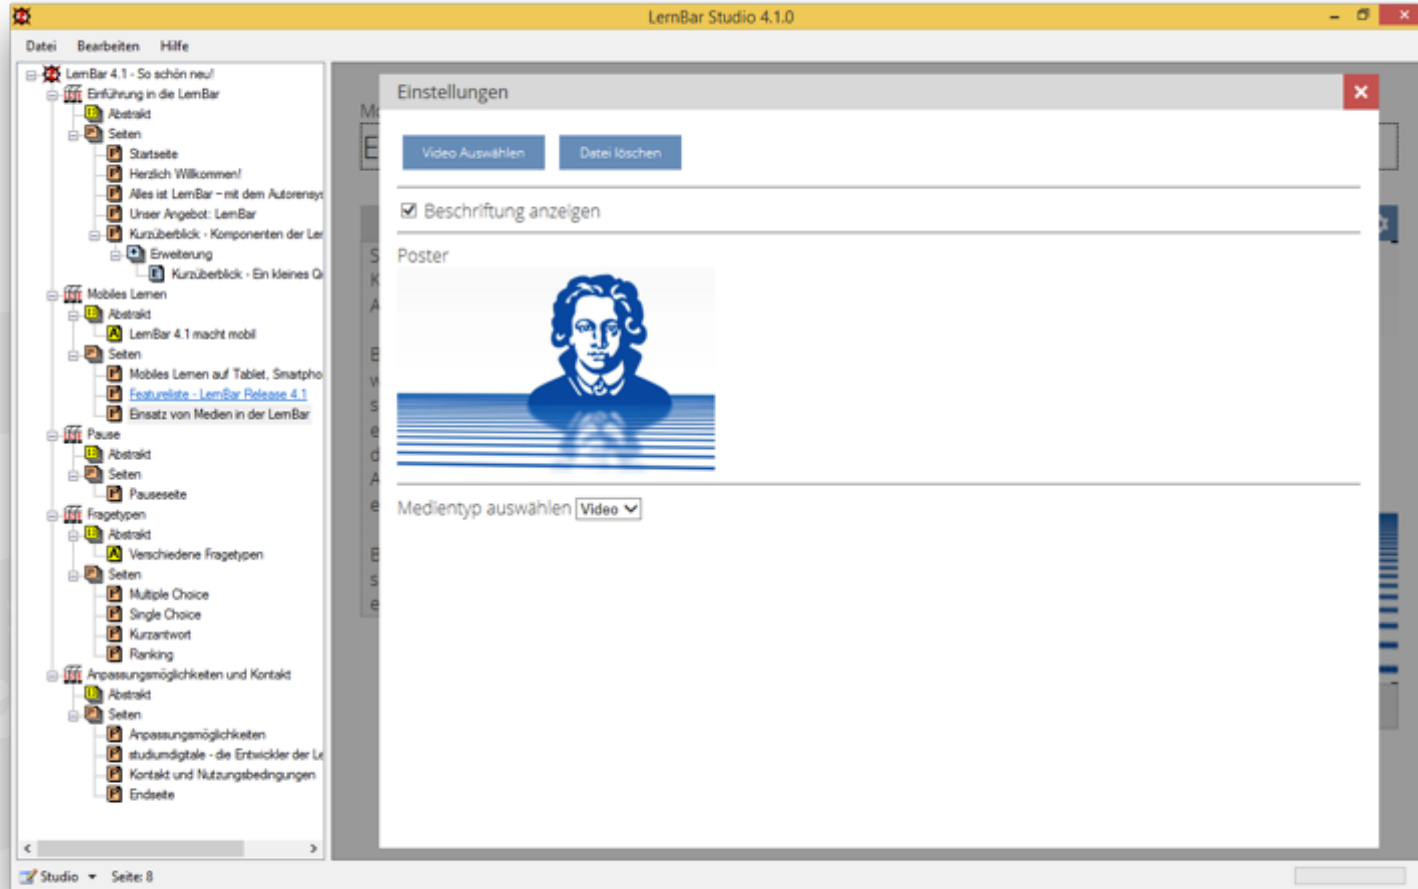 LernBar Studio 4.1.0
Datei Bearbeiten Hilfe
LernBar 4.1 - So schön neu!
Einführung in die LernBar
Abstrakt
Seiten
Startseite
Herzlich Willkommen!
Alles ist LernBar – mit dem Autorensys
Unser Angebot: LernBar
Kurzüberblick - Komponenten der Ler
Erweiterung
Kurzüberblick - Ein kleines Q
Mobiles Lernen
Abstrakt
LernBar 4.1 macht mobil
Seiten
Mobiles Lernen auf Tablet, Smartpho
Featureliste - LernBar Release 4.1
Einsatz von Medien in der LernBar
Pause
Abstrakt
Seiten
Pauseseite
Fragetypen
Abstrakt
Verschiedene Fragetypen
Seiten
Multiple Choice
Single Choice
Kurzantwort
Ranking
Anpassungsmöglichkeiten und Kontakt
Abstrakt
Seiten
Anpassungsmöglichkeiten
studiumdigitale - die Entwickler der Le
Kontakt und Nutzungsbedingungen
Endseite
Einstellungen
Video Auswählen Datei löschen
Beschriftung anzeigen
Poster
Medientyp auswählen Video
Studio Seite: 8